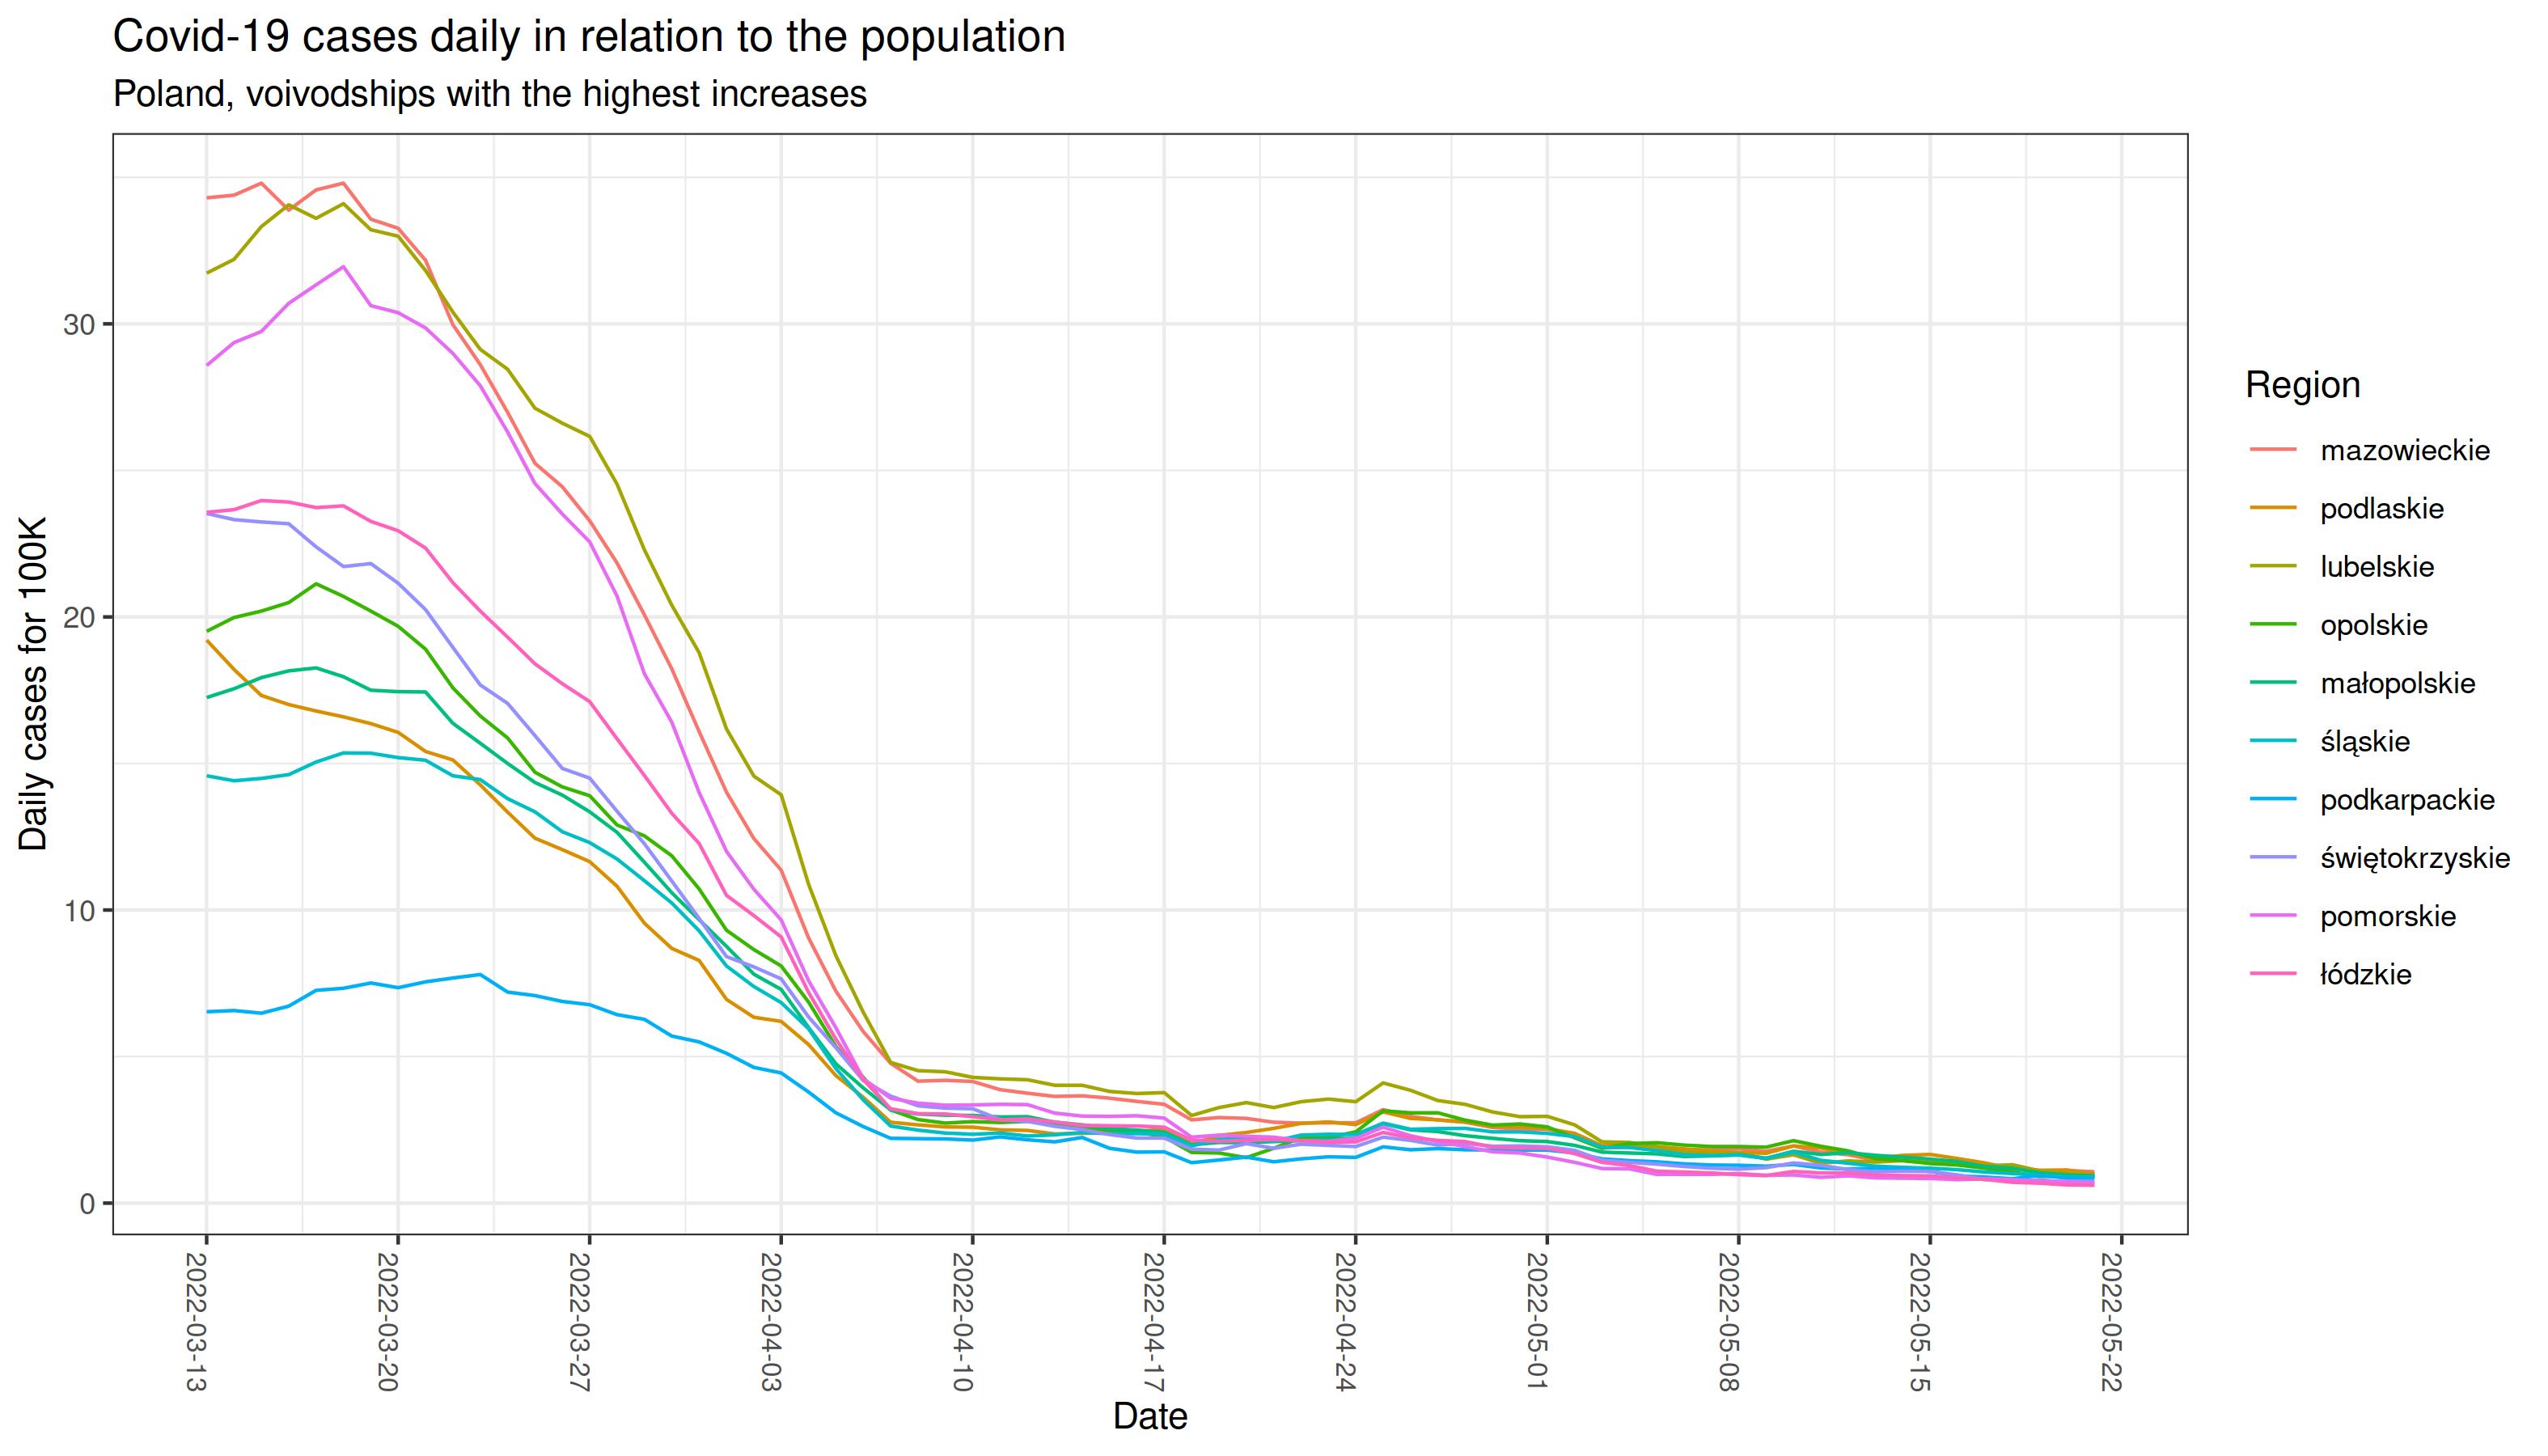 Covid-19 cases daily in relation to the population
Poland, voivodships with the highest increases
Daily cases for 100K
30
20
10
0
2022-03-13
2022-03-20
2022-03-27
2022-04-03
2022-04-10
2022-04-17
2022-04-24
2022-05-01
2022-05-08
2022-05-15
2022-05-22
Date
Region
mazowieckie
podlaskie
lubelskie
opolskie
małopolskie
śląskie
podkarpackie
świętokrzyskie
pomorskie
łódzkie